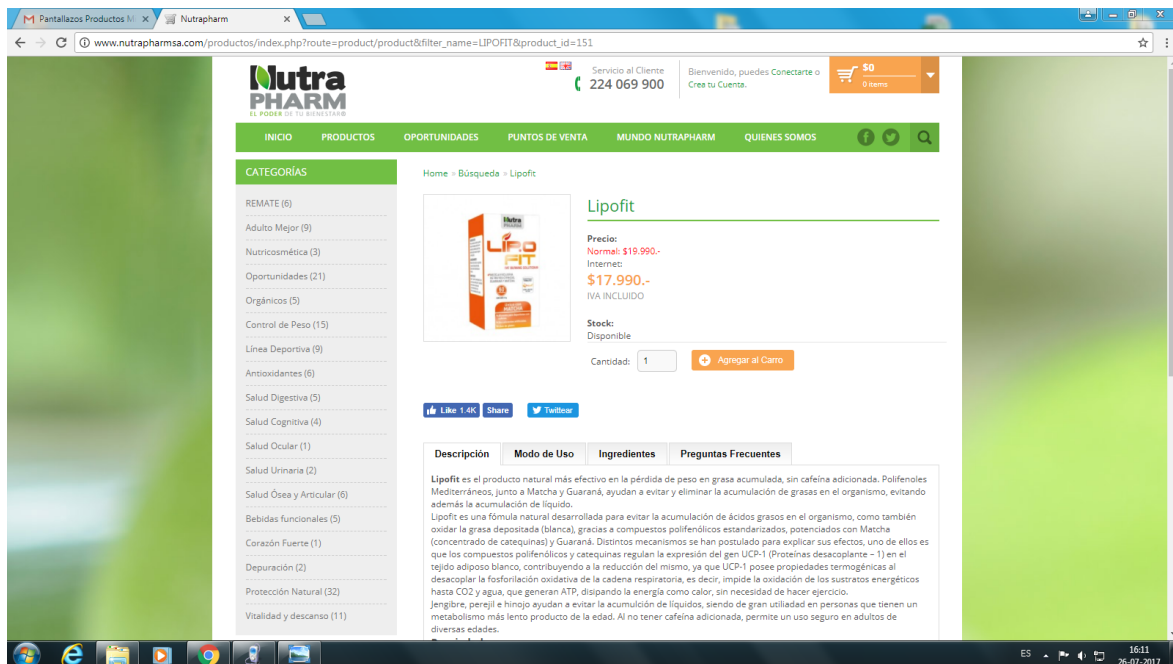 Pantallazos Productos M
Nutrapharm
www.nutrapharmsa.com/productos/index.php?route=product/product&filter_name=LIPOFIT&product_id=151
Nutra
PHARM
EL PODER DE TU BIENESTAR®
Servicio al Cliente
224 069 900
Bienvenido, puedes Conectarte o
Crea tu Cuenta.
$0
0 items
INICIO PRODUCTOS OPORTUNIDADES PUNTOS DE VENTA MUNDO NUTRAPHARM QUIENES SOMOS
CATEGORÍAS
REMATE (6)
Adulto Mejor (9)
Nutricosmética (3)
Oportunidades (21)
Orgánicos (5)
Control de Peso (15)
Línea Deportiva (9)
Antioxidantes (6)
Salud Digestiva (5)
Salud Cognitiva (4)
Salud Ocular (1)
Salud Urinaria (2)
Salud Ósea y Articular (6)
Bebidas funcionales (5)
Corazón Fuerte (1)
Depuración (2)
Protección Natural (32)
Vitalidad y descanso (11)
Home » Búsqueda » Lipofit
Nutra
LIPO
FIT
Lipofit
Precio:
Normal: $19.990.-
Internet:
$17.990.-
IVA INCLUIDO
Stock:
Disponible
Cantidad: 1 Agregar al Carro
Like 1.4K Share Twittear
Descripción Modo de Uso Ingredientes Preguntas Frecuentes
Lipofit es el producto natural más efectivo en la pérdida de peso en grasa acumulada, sin cafeína adicionada. Polifenoles
Mediterráneos, junto a Matcha y Guaraná, ayudan a evitar y eliminar la acumulación de grasas en el organismo, evitando
además la acumulación de líquido.
Lipofit es una fómula natural desarrollada para evitar la acumulación de ácidos grasos en el organismo, como también
oxidar la grasa depositada (blanca), gracias a compuestos polifenólicos estandarizados, potenciados con Matcha
(concentrado de catequinas) y Guaraná. Distintos mecanismos se han postulado para explicar sus efectos, uno de ellos es
que los compuestos polifenólicos y catequinas regulan la expresión del gen UCP-1 (Proteínas desacoplante – 1) en el
tejido adiposo blanco, contribuyendo a la reducción del mismo, ya que UCP-1 posee propiedades termogénicas al
desacoplar la fosforilación oxidativa de la cadena respiratoria, es decir, impide la oxidación de los sustratos energéticos
hasta CO2 y agua, que generan ATP, disipando la energía como calor, sin necesidad de hacer ejercicio.
Jengibre, perejil e hinojo ayudan a evitar la acumulción de líquidos, siendo de gran utiliadad en personas que tienen un
metabolismo más lento producto de la edad. Al no tener cafeína adicionada, permite un uso seguro en adultos de
diversas edades.
ES
16:11
26-07-2017